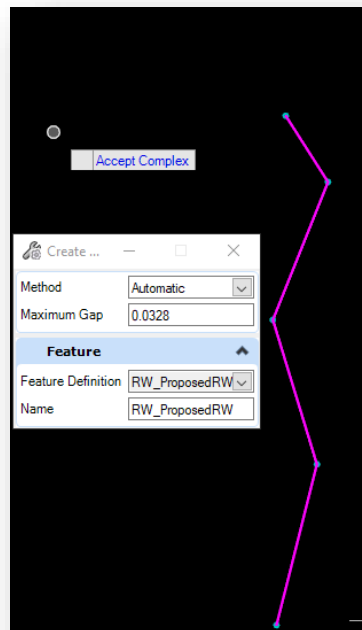 Accept Complex
Create ...
Method Automatic
Maximum Gap 0.0328
Feature
Feature Definition RW_ProposedRW
Name RW_ProposedRW